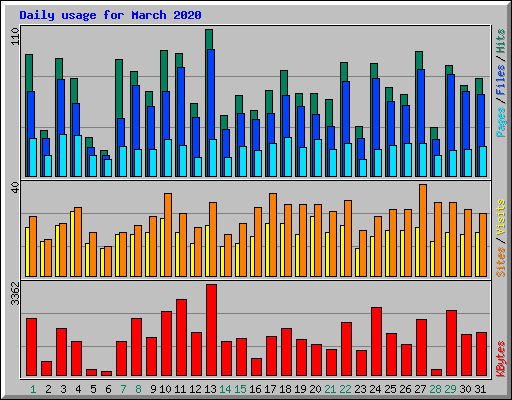 Daily usage for March 2020
110
40
3362
Pages / Files / Hits
Sites / Visits
KBytes
1 2 3 4 5 6 7 8 9 10 11 12 13 14 15 16 17 18 19 20 21 22 23 24 25 26 27 28 29 30 31